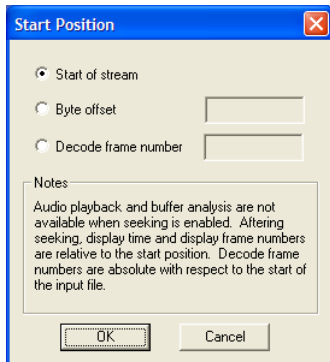 Start Position
Start of stream
Byte offset
Decode frame number
Notes
Audio playback and buffer analysis are not
available when seeking is enabled. Aftering
seeking, display time and display frame numbers
are relative to the start position. Decode frame
numbers are absolute with respect to the start of
the input file.
OK
Cancel